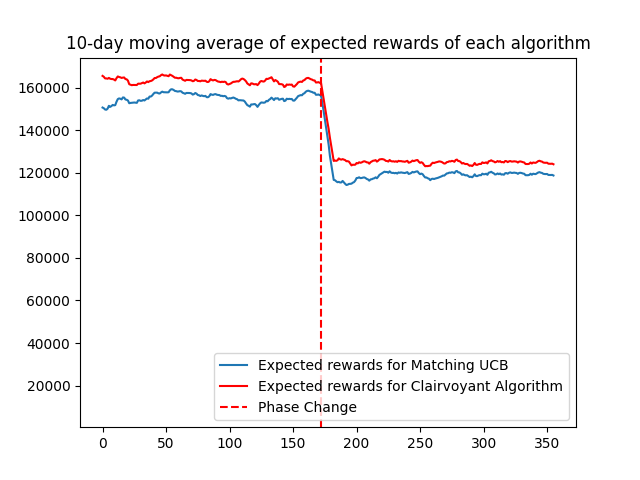 10-day moving average of expected rewards of each algorithm
160000
140000
120000
100000
80000
60000
40000
20000
Expected rewards for Matching UCB
Expected rewards for Clairvoyant Algorithm
Phase Change
0 50 100 150 200 250 300 350